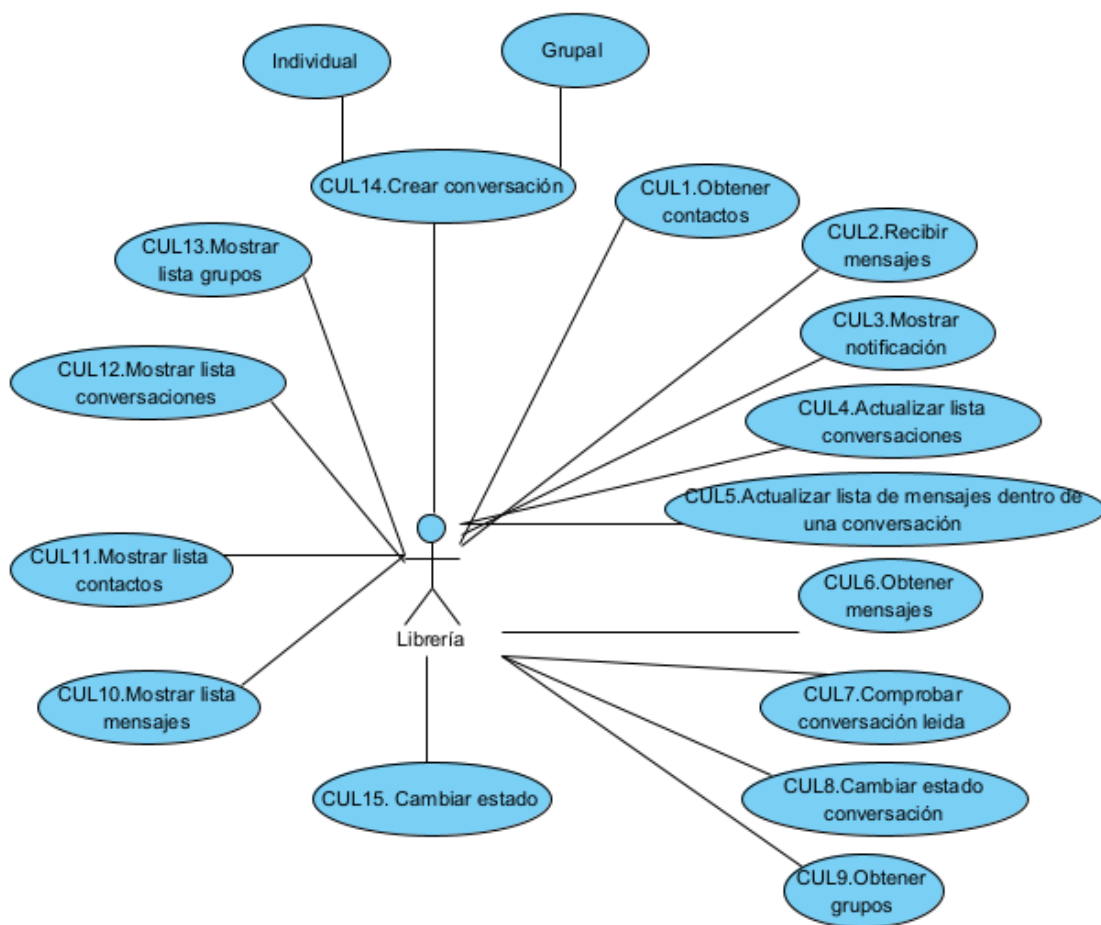 Individual
Grupal
CUL14.Crear conversación
CUL1.Obtener
contactos
CUL2.Recibir
mensajes
CUL13.Mostrar
lista grupos
CUL3.Mostrar
notificación
CUL12.Mostrar lista
conversaciones
CUL4.Actualizar lista
conversaciones
CUL5.Actualizar lista de mensajes dentro de
una conversación
CUL11.Mostrar lista
contactos
CUL6.Obtener
mensajes
Librería
CUL10.Mostrar lista
mensajes
CUL7.Comprobar
conversación leida
CUL15. Cambiar estado
CUL8.Cambiar estado
conversación
CUL9.Obtener
grupos